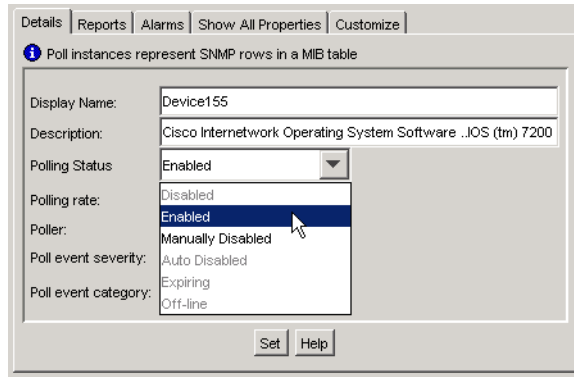 Details Reports Alarms Show All Properties Customize
Poll instances represent SNMP rows in a MIB table
Display Name: Device155
Description: Cisco Internetwork Operating System Software ..IOS (tm) 7200
Polling Status Enabled
Polling rate: Disabled
Enabled
Poller: Manually Disabled
Poll event severity: Auto Disabled
Expiring
Poll event category: Off-line
Set Help